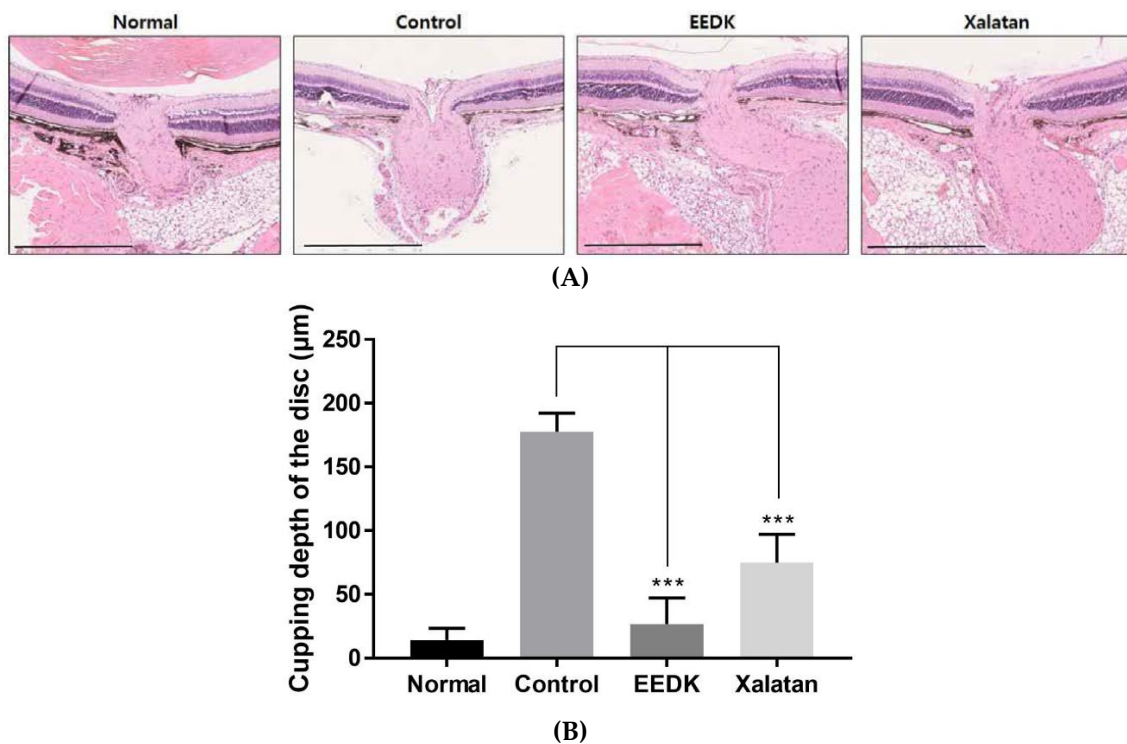 Normal Control EEDK Xalatan
(A)
Cupping depth of the disc (µm)
250
200
150
100
50
0
***
***
Normal Control EEDK Xalatan
(B)